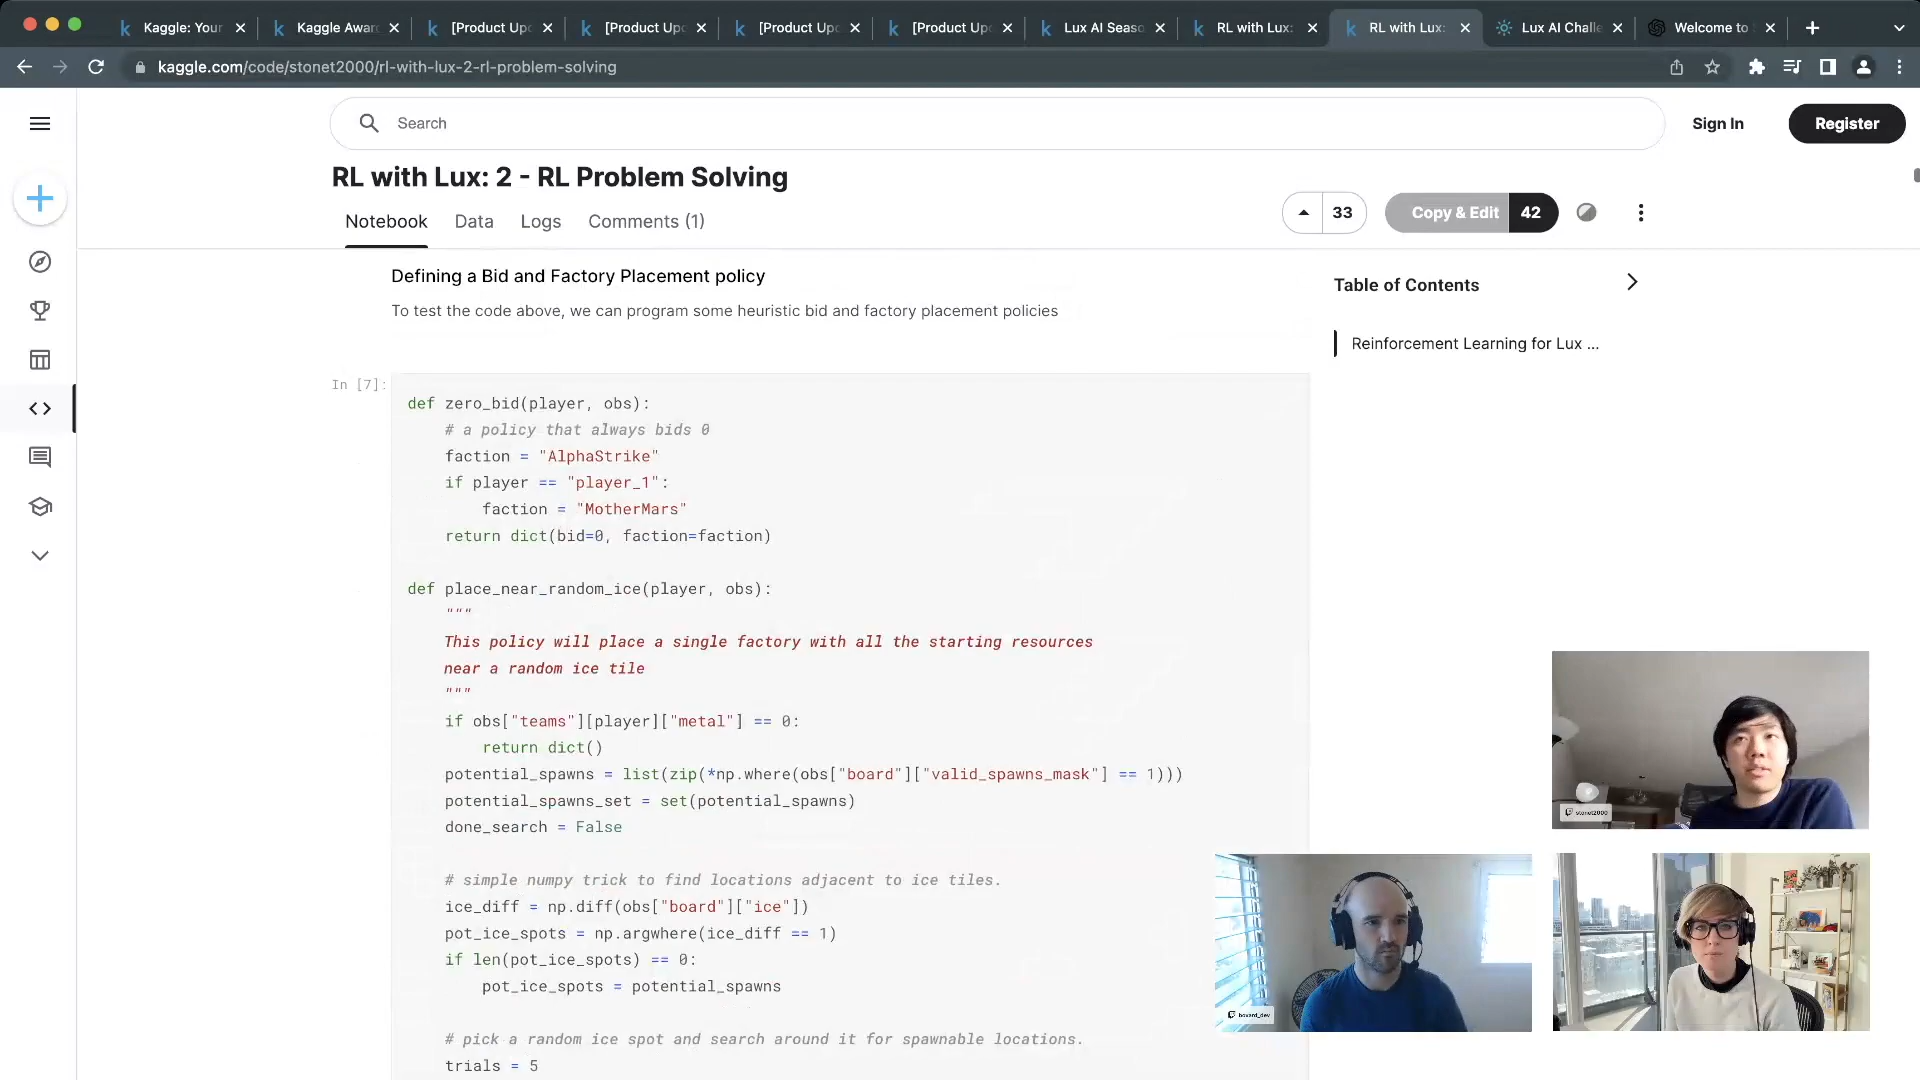 Kaggle: Your
Kaggle Awar
[Product Upd
[Product Upd
[Product Upd
[Product Upd
Lux AI Seaso
RL with Lux:
RL with Lux:
Lux AI Challe
Welcome to
kaggle.com/code/stonet2000/rl-with-lux-2-rl-problem-solving
Search
Sign In
Register
RL with Lux: 2 - RL Problem Solving
Notebook
Data
Logs
Comments (1)
33
Copy & Edit
42
Defining a Bid and Factory Placement policy
To test the code above, we can program some heuristic bid and factory placement policies
Table of Contents
Reinforcement Learning for Lux ...
In [7]:
def zero_bid(player, obs):
# a policy that always bids 0
faction = "AlphaStrike"
if player == "player_1":
faction = "MotherMars"
return dict(bid=0, faction=faction)
def place_near_random_ice(player, obs):
"""
This policy will place a single factory with all the starting resources
near a random ice tile
"""
if obs["teams"][player]["metal"] == 0:
return dict()
potential_spawns = list(zip(*np.where(obs["board"]["valid_spawns_mask"] == 1)))
potential_spawns_set = set(potential_spawns)
done_search = False
# simple numpy trick to find locations adjacent to ice tiles.
ice_diff = np.diff(obs["board"]["ice"])
pot_ice_spots = np.argwhere(ice_diff == 1)
if len(pot_ice_spots) == 0:
pot_ice_spots = potential_spawns
# pick a random ice spot and search around it for spawnable locations.
trials = 5
stonet2000
bovard_dev